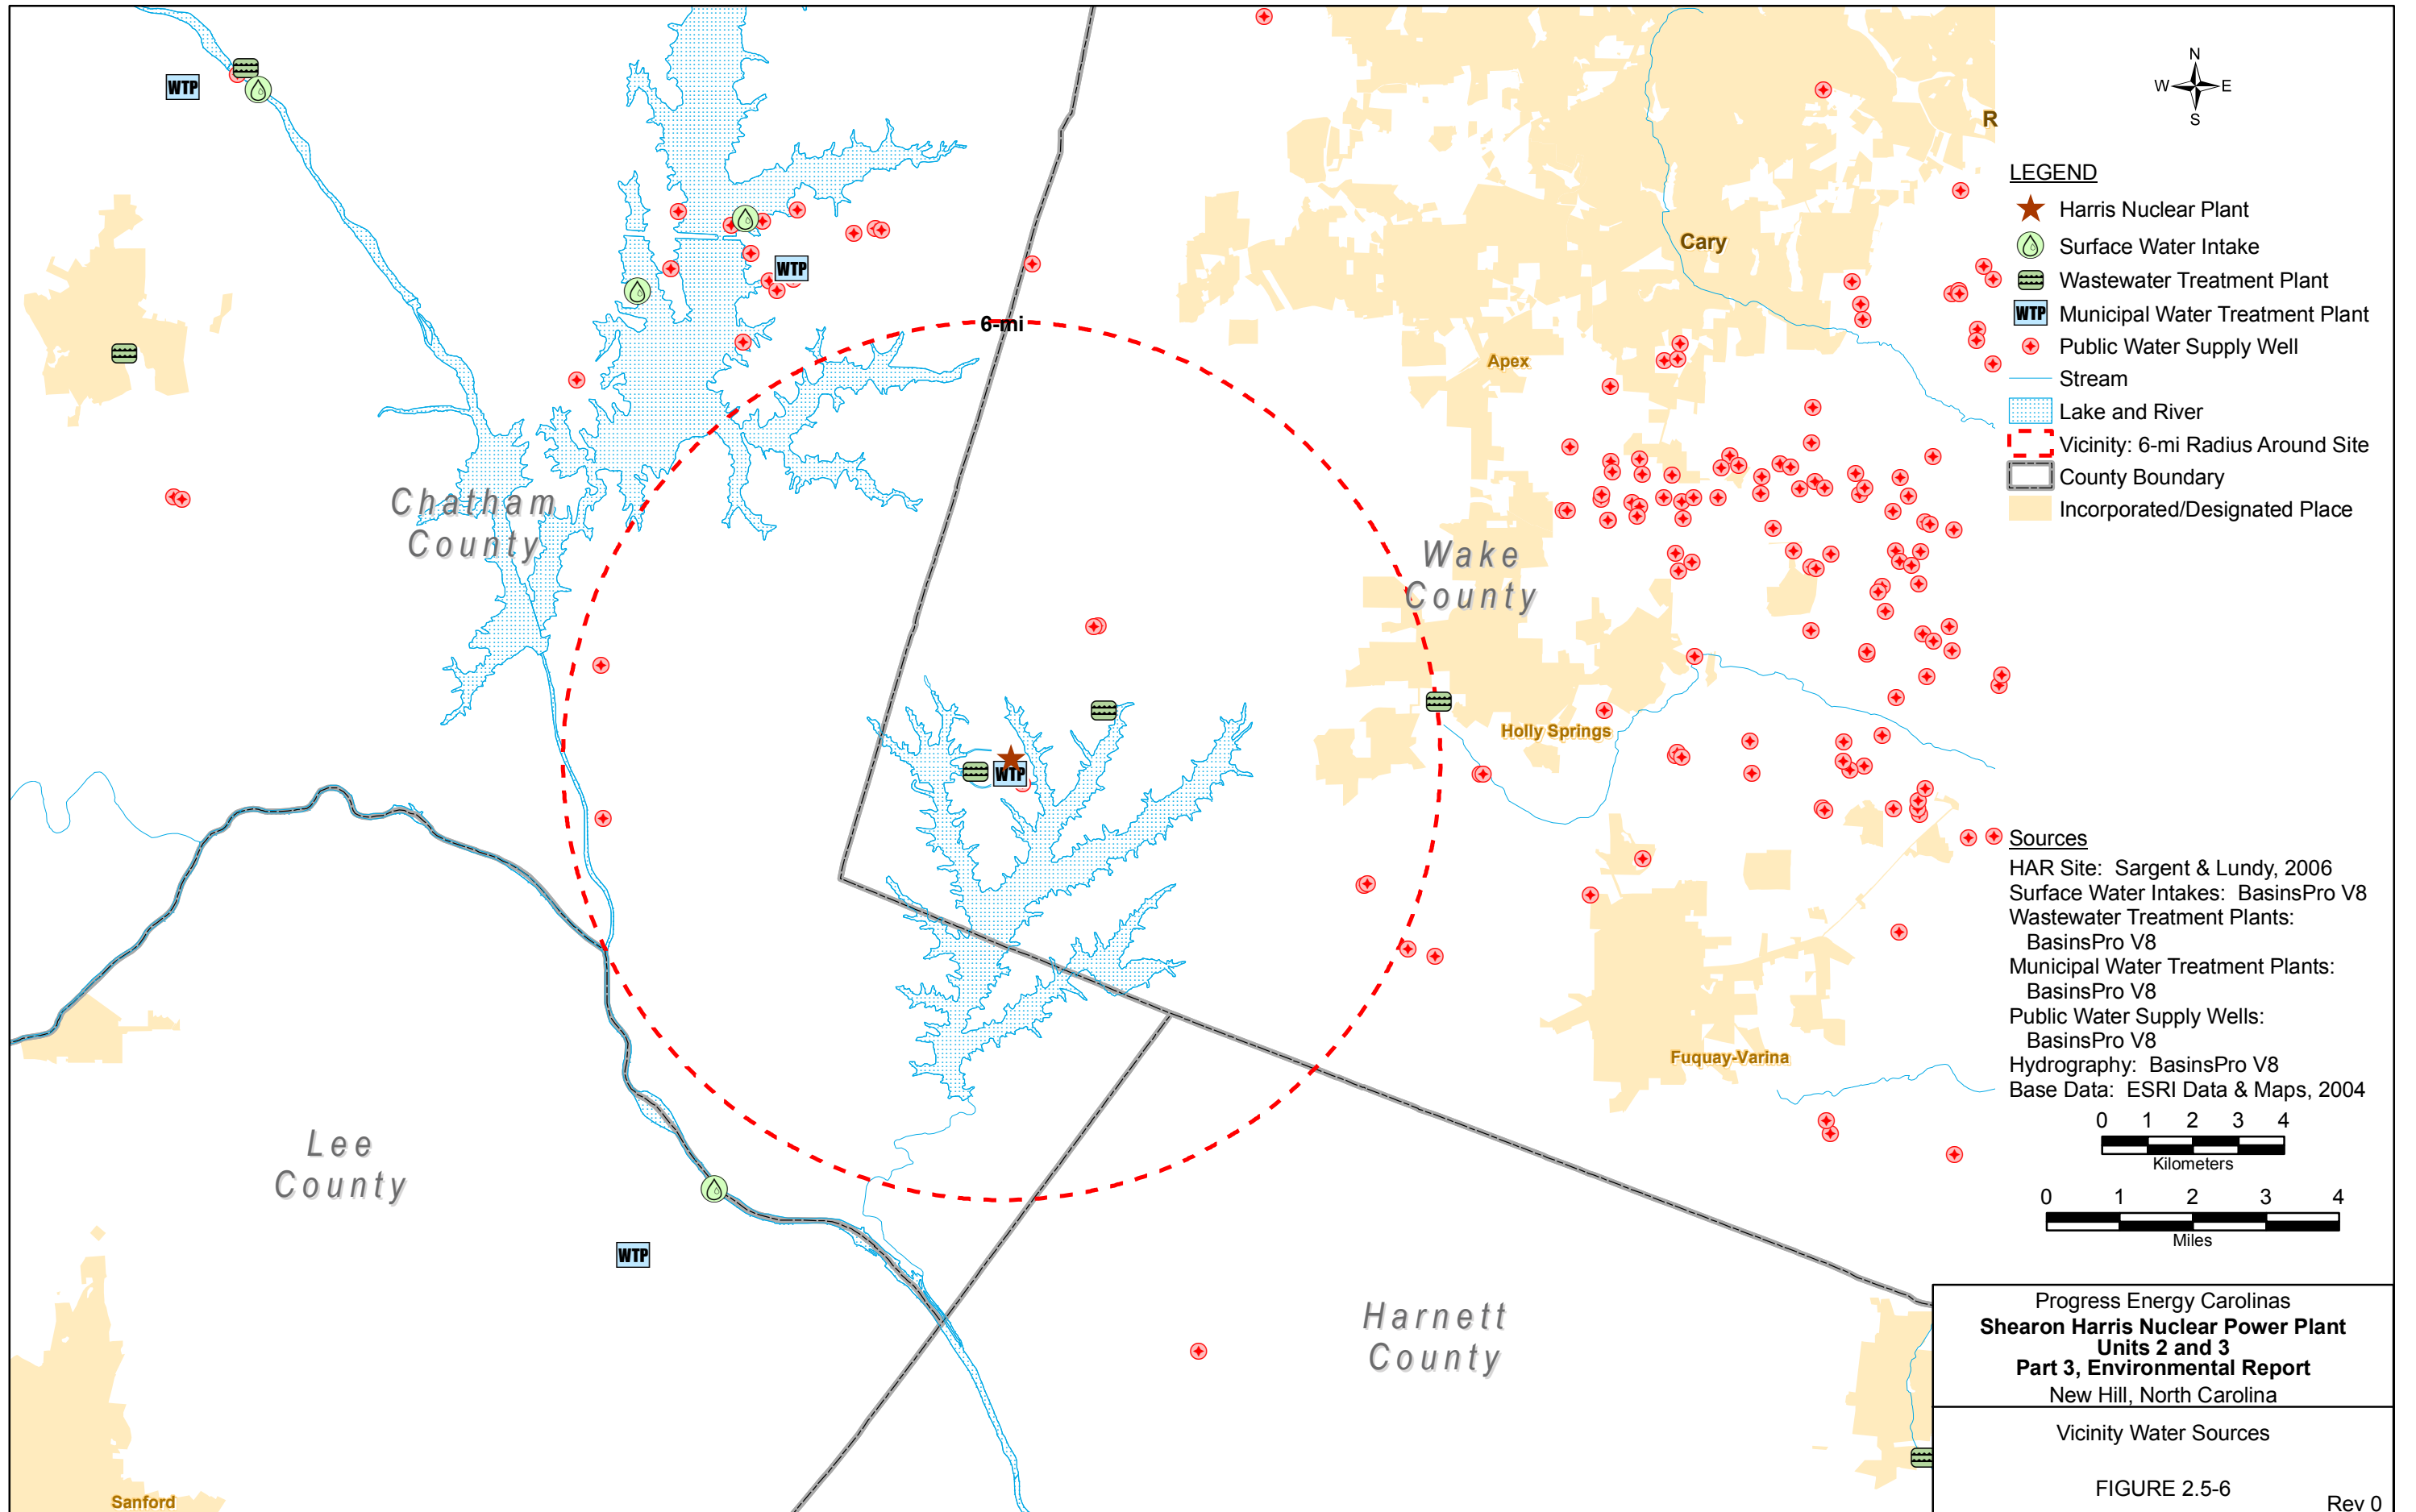 N
W E
S
R
LEGEND
Harris Nuclear Plant
Surface Water Intake
Wastewater Treatment Plant
WTP Municipal Water Treatment Plant
Public Water Supply Well
Stream
Lake and River
Vicinity: 6-mi Radius Around Site
County Boundary
Incorporated/Designated Place
WTP
WTP
Cary
6-mi
Apex
Chatham
County
Wake
County
Holly Springs
WTP
Fuquay-Varina
Lee
County
WTP
Harnett
County
Sanford
Sources
HAR Site: Sargent & Lundy, 2006
Surface Water Intakes: BasinsPro V8
Wastewater Treatment Plants:
BasinsPro V8
Municipal Water Treatment Plants:
BasinsPro V8
Public Water Supply Wells:
BasinsPro V8
Hydrography: BasinsPro V8
Base Data: ESRI Data & Maps, 2004
0 1 2 3 4
Kilometers
0 1 2 3 4
Miles
Progress Energy Carolinas
Shearon Harris Nuclear Power Plant
Units 2 and 3
Part 3, Environmental Report
New Hill, North Carolina
Vicinity Water Sources
FIGURE 2.5-6
Rev 0